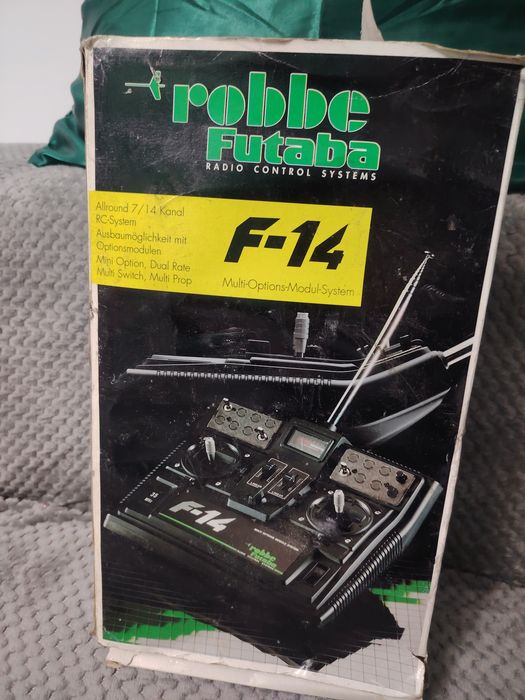 robbe
Futaba
RADIO CONTROL SYSTEMS
Allround 7/14 Kanal
RC-System
Ausbaumöglichkeit mit
Optionsmodulen
Mini Option, Dual Rate
Multi Switch, Multi Prop
F-14
Multi-Options-Modul-System
F-14
robbe
Futaba